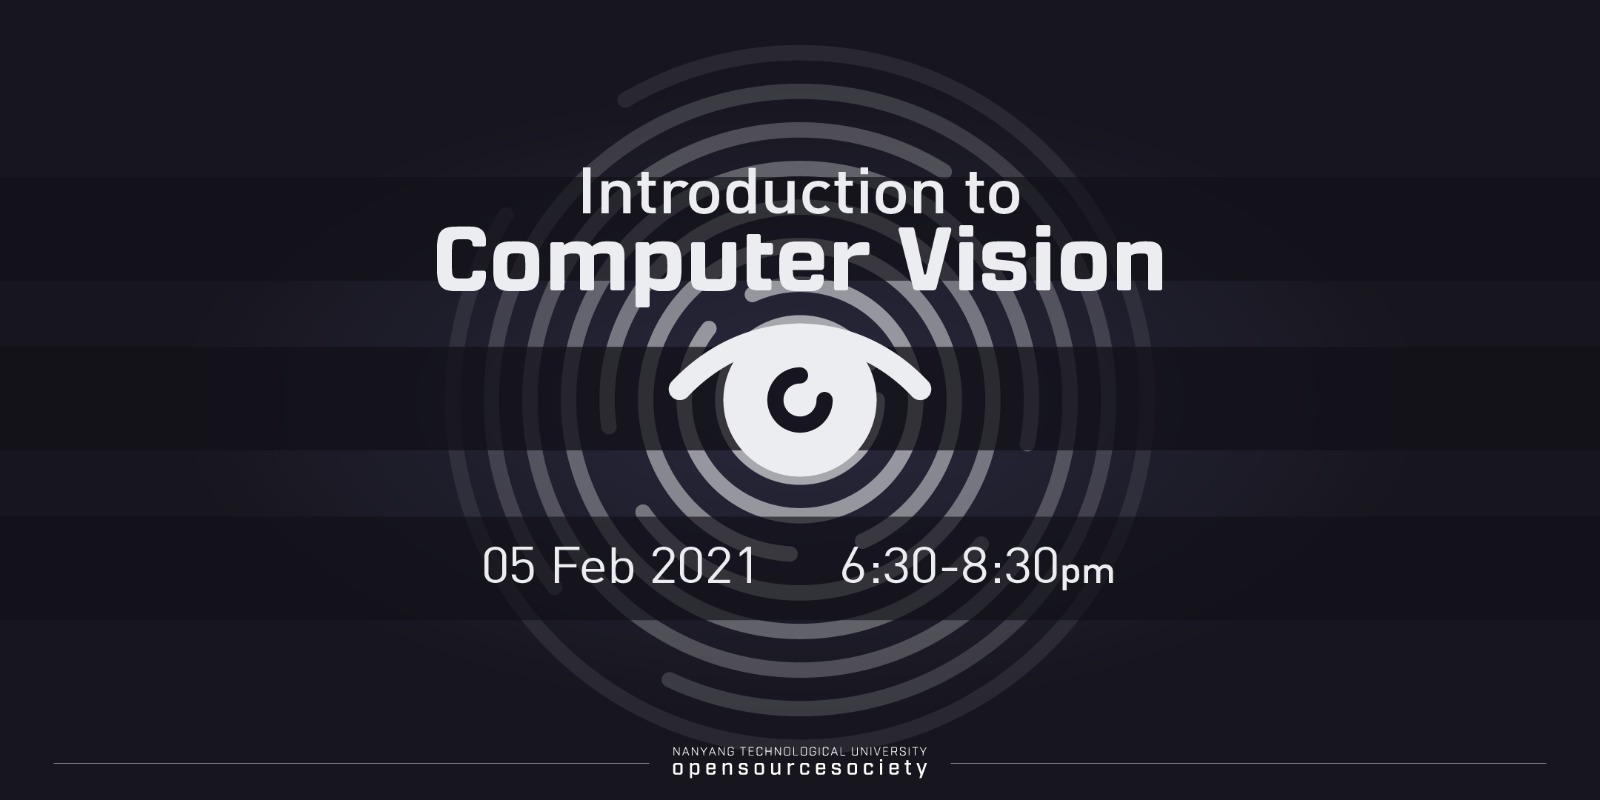 Introduction to
Computer Vision
05 Feb 2021 6:30-8:30pm
NANYANG TECHNOLOGICAL UNIVERSITY
opensourcesociety